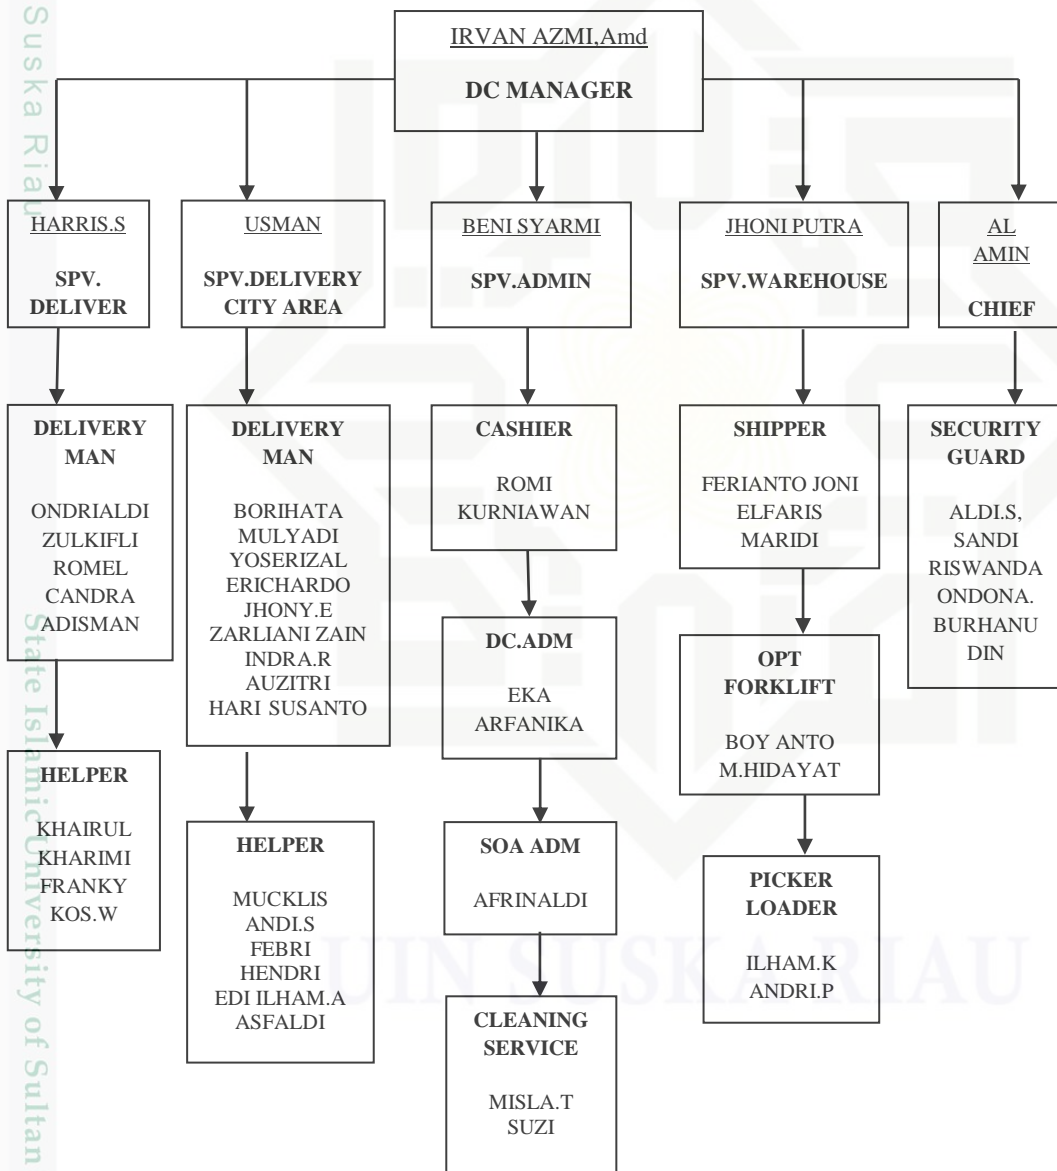 IRVAN AZMI,Amd
DC MANAGER
HARRIS.S
SPV.
DELIVER
USMAN
SPV.DELIVERY
CITY AREA
BENI SYARMI
SPV.ADMIN
JHONI PUTRA
SPV.WAREHOUSE
AL
AMIN
CHIEF
DELIVERY
MAN
ONDRIALDI
ZULKIFLI
ROMEL
CANDRA
ADISMAN
DELIVERY
MAN
BORIHATA
MULYADI
YOSERIZAL
ERICHARDO
JHONY.E
ZARLIANI ZAIN
INDRA.R
AUZITRI
HARI SUSANTO
CASHIER
ROMI
KURNIAWAN
SHIPPER
FERIANTO JONI
ELFARIS
MARIDI
SECURITY
GUARD
ALDI.S,
SANDI
RISWANDA
ONDONA.
BURHANU
DIN
DC.ADM
EKA
ARFANIKA
OPT
FORKLIFT
BOY ANTO
M.HIDAYAT
HELPER
KHAIRUL
KHARIMI
FRANKY
KOS.W
HELPER
MUCKLIS
ANDI.S
FEBRI
HENDRI
EDI ILHAM.A
ASFALDI
SOA ADM
AFRINALDI
PICKER
LOADER
ILHAM.K
ANDRI.P
CLEANING
SERVICE
MISLA.T
SUZI
Suska Riau
State Islamic University of Sultan
UIN SUSKA RIAU